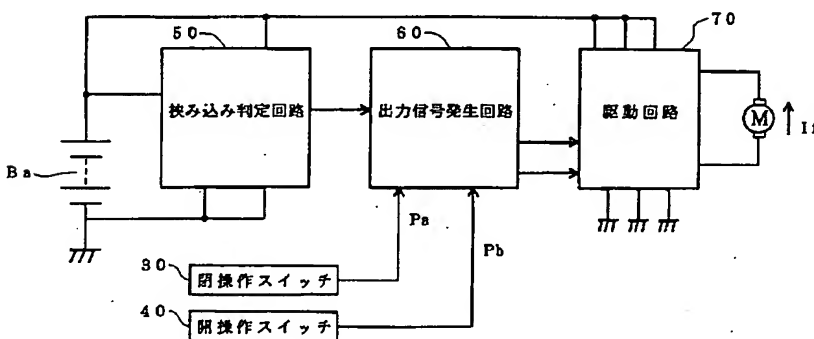 50
60
70
挟み込み判定回路
出力信号発生回路
駆動回路
M
If
Ba
Pa
Pb
30
閉操作スイッチ
40
開操作スイッチ